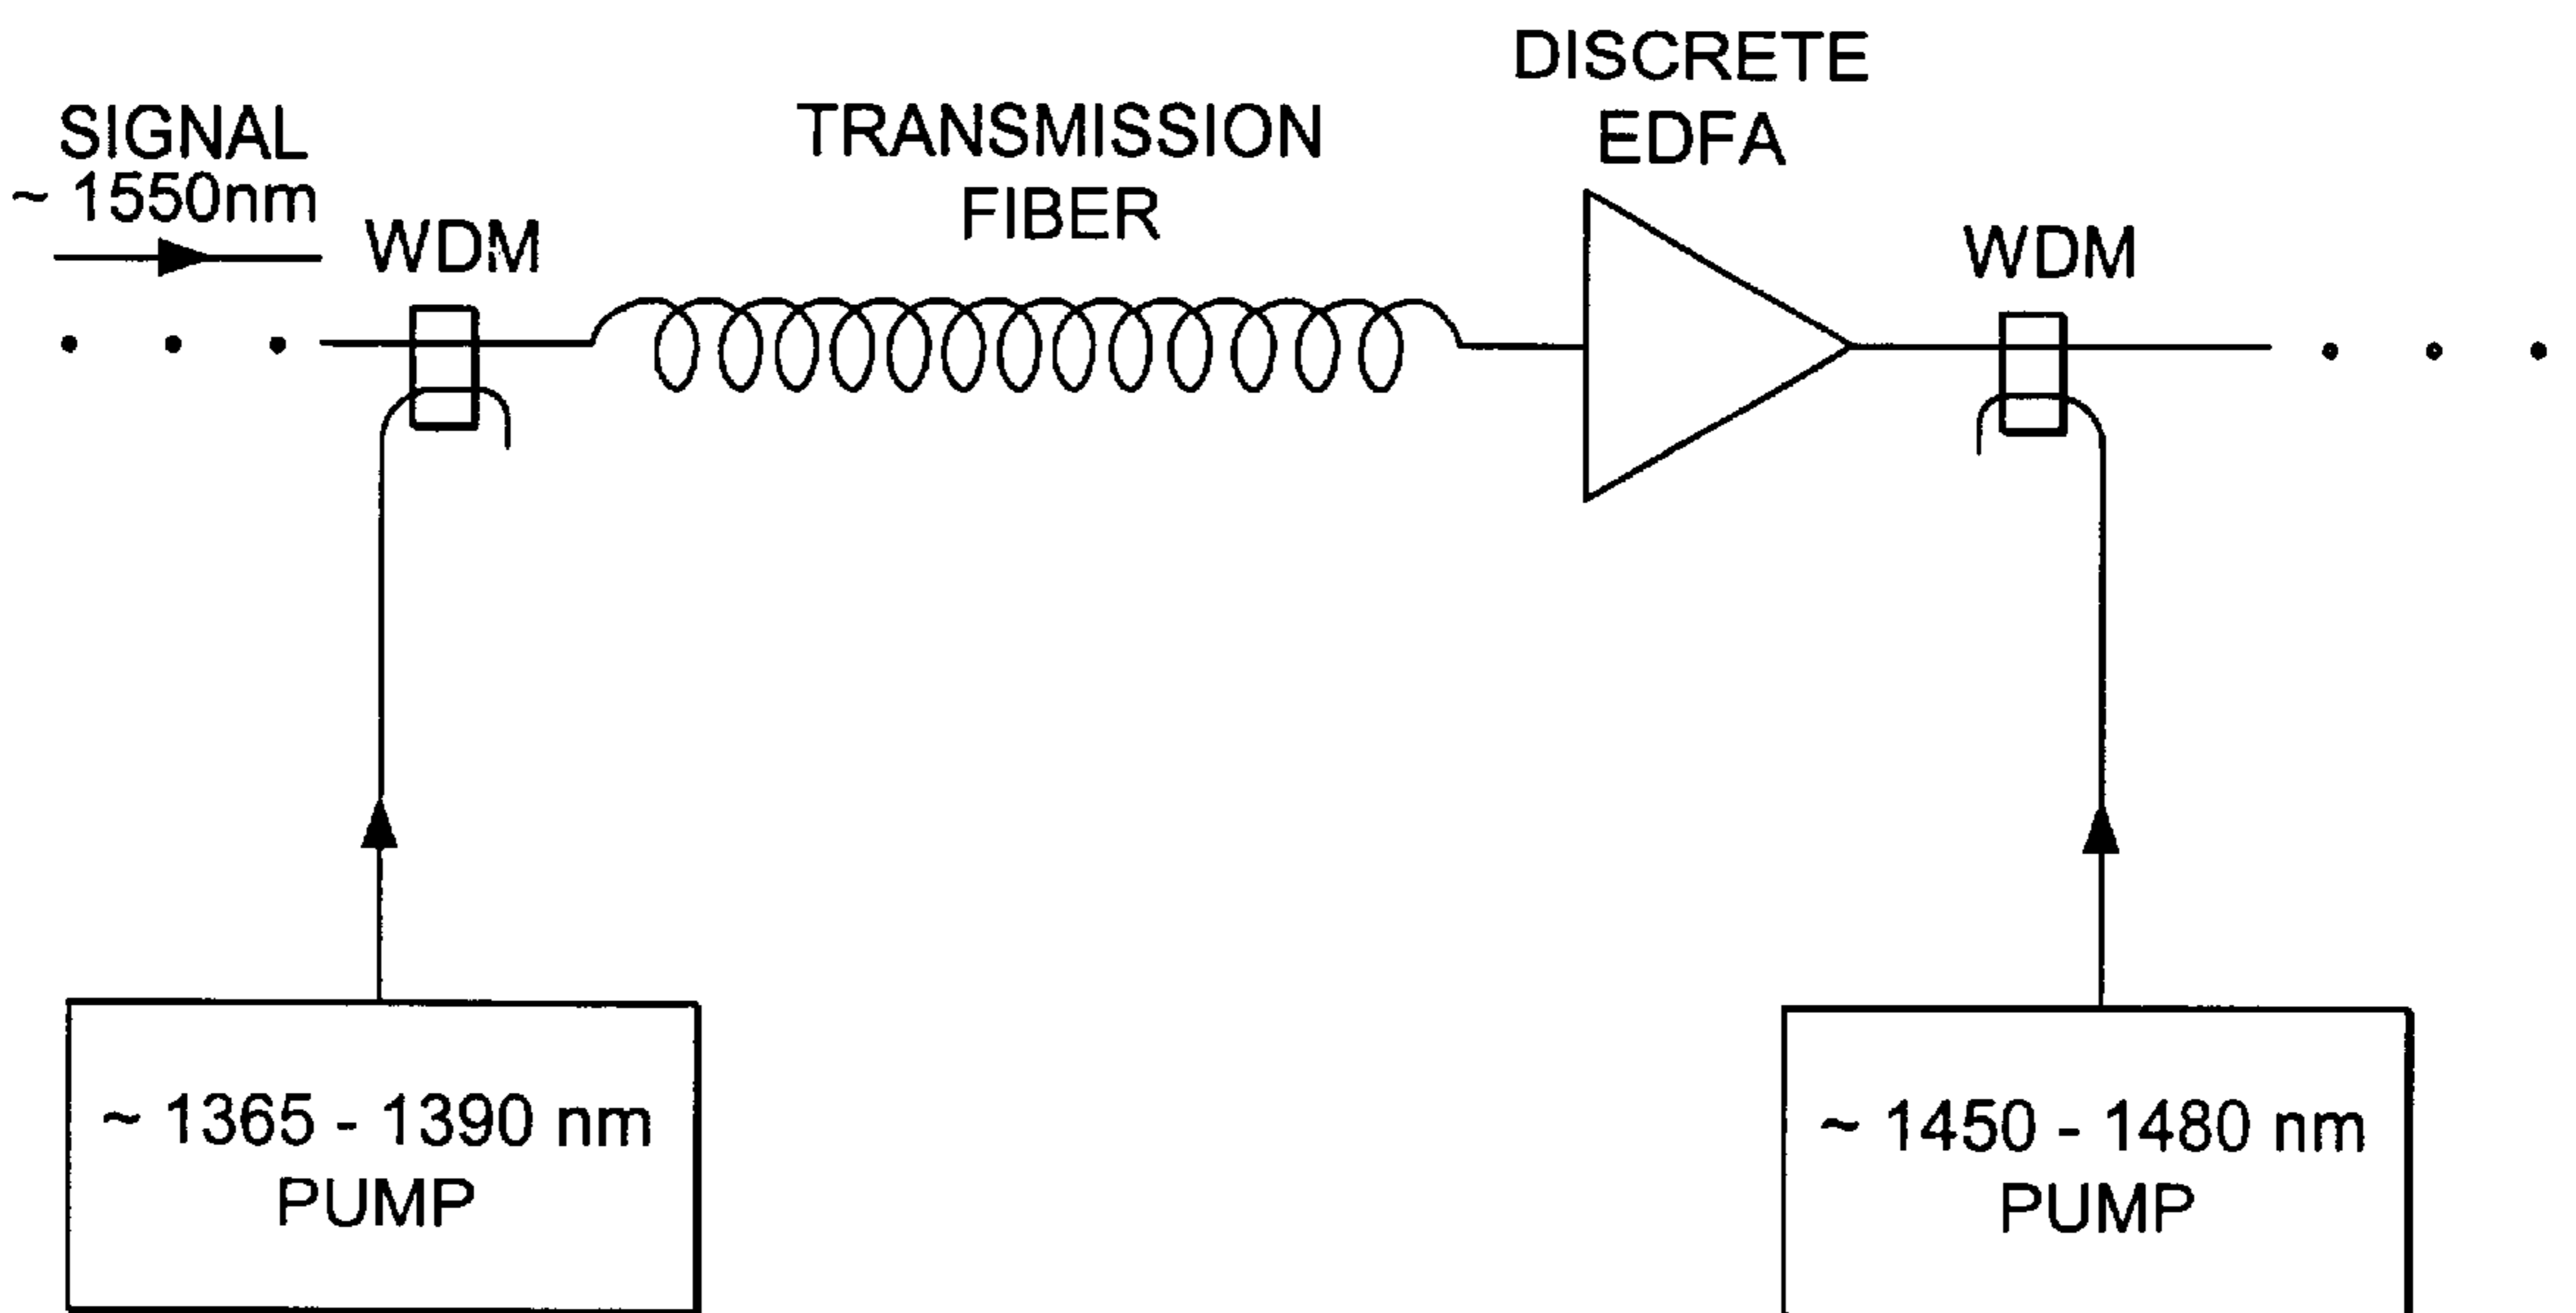 SIGNAL
~ 1550nm
WDM
TRANSMISSION
FIBER
DISCRETE
EDFA
WDM
~ 1365 - 1390 nm
PUMP
~ 1450 - 1480 nm
PUMP